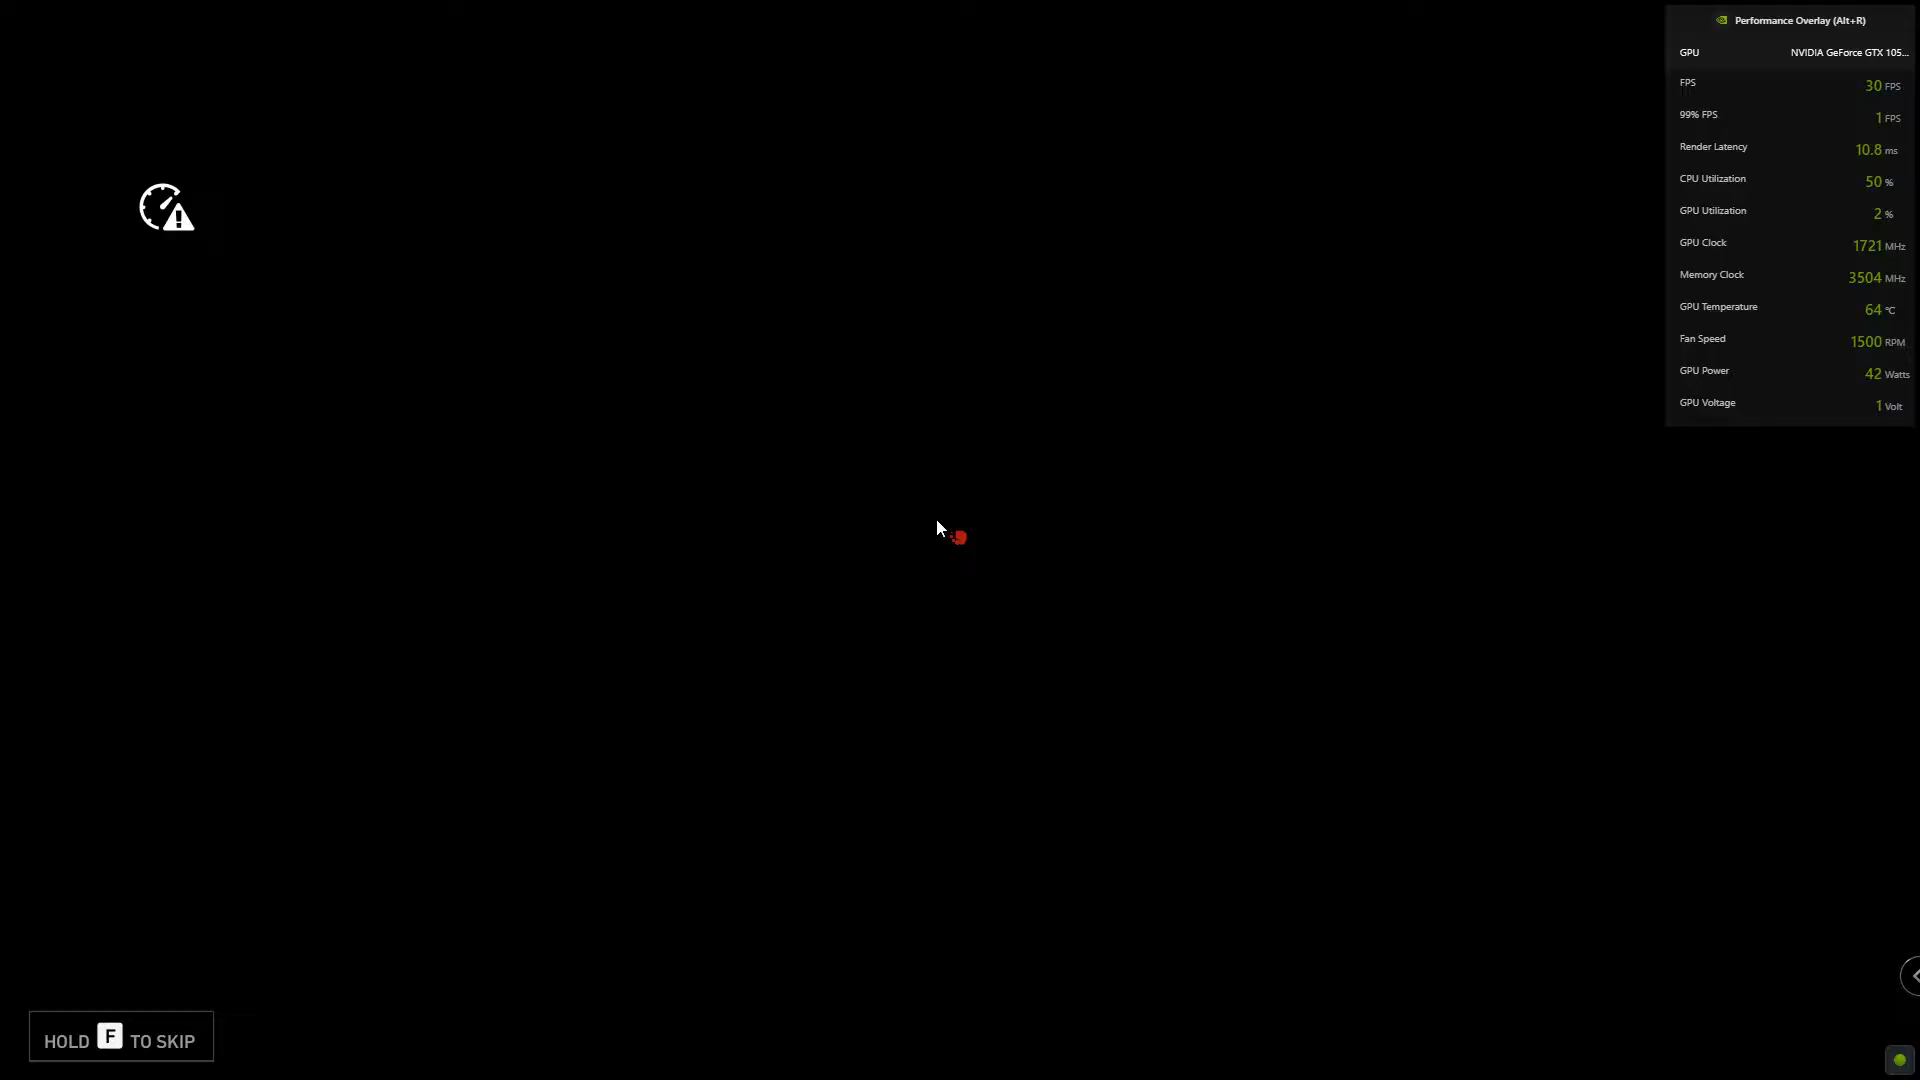 Performance Overlay (Alt+R)
GPU NVIDIA GeForce GTX 105...
FPS 30 FPS
99% FPS 1 FPS
Render Latency 10.8 ms
CPU Utilization 50 %
GPU Utilization 2 %
GPU Clock 1721 MHz
Memory Clock 3504 MHz
GPU Temperature 64 °C
Fan Speed 1500 RPM
GPU Power 42 Watts
GPU Voltage 1 Volt
HOLD F TO SKIP